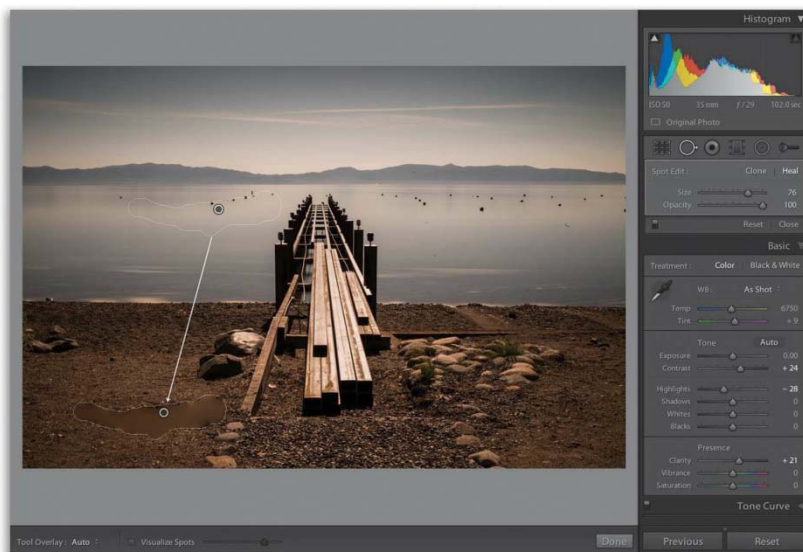 Histogram
ISO 50 35 mm f / 29 102.0 sec
Original Photo
Spot Edit : Clone Heal
Size 76
Opacity 100
Reset Close
Basic
Treatment : Color Black & White
WB : As Shot
Temp 6750
Tint + 9
Tone Auto
Exposure 0.00
Contrast + 24
Highlights − 28
Shadows 0
Whites 0
Blacks 0
Presence
Clarity + 21
Vibrance 0
Saturation 0
Tone Curve
Tool Overlay : Auto Visualize Spots Done Previous Reset